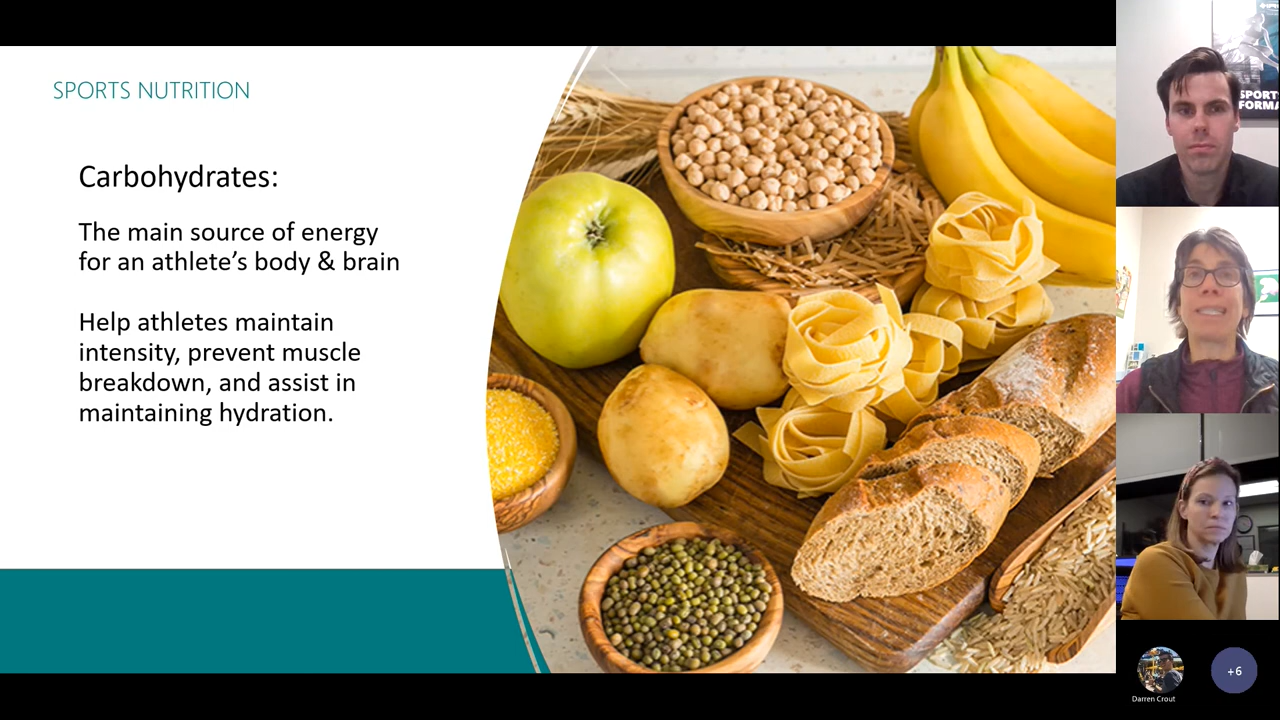 SPORTS NUTRITION
Carbohydrates:
The main source of energy
for an athlete’s body & brain
Help athletes maintain
intensity, prevent muscle
breakdown, and assist in
maintaining hydration.
SPORT
FORMA
Darren Crout
+6